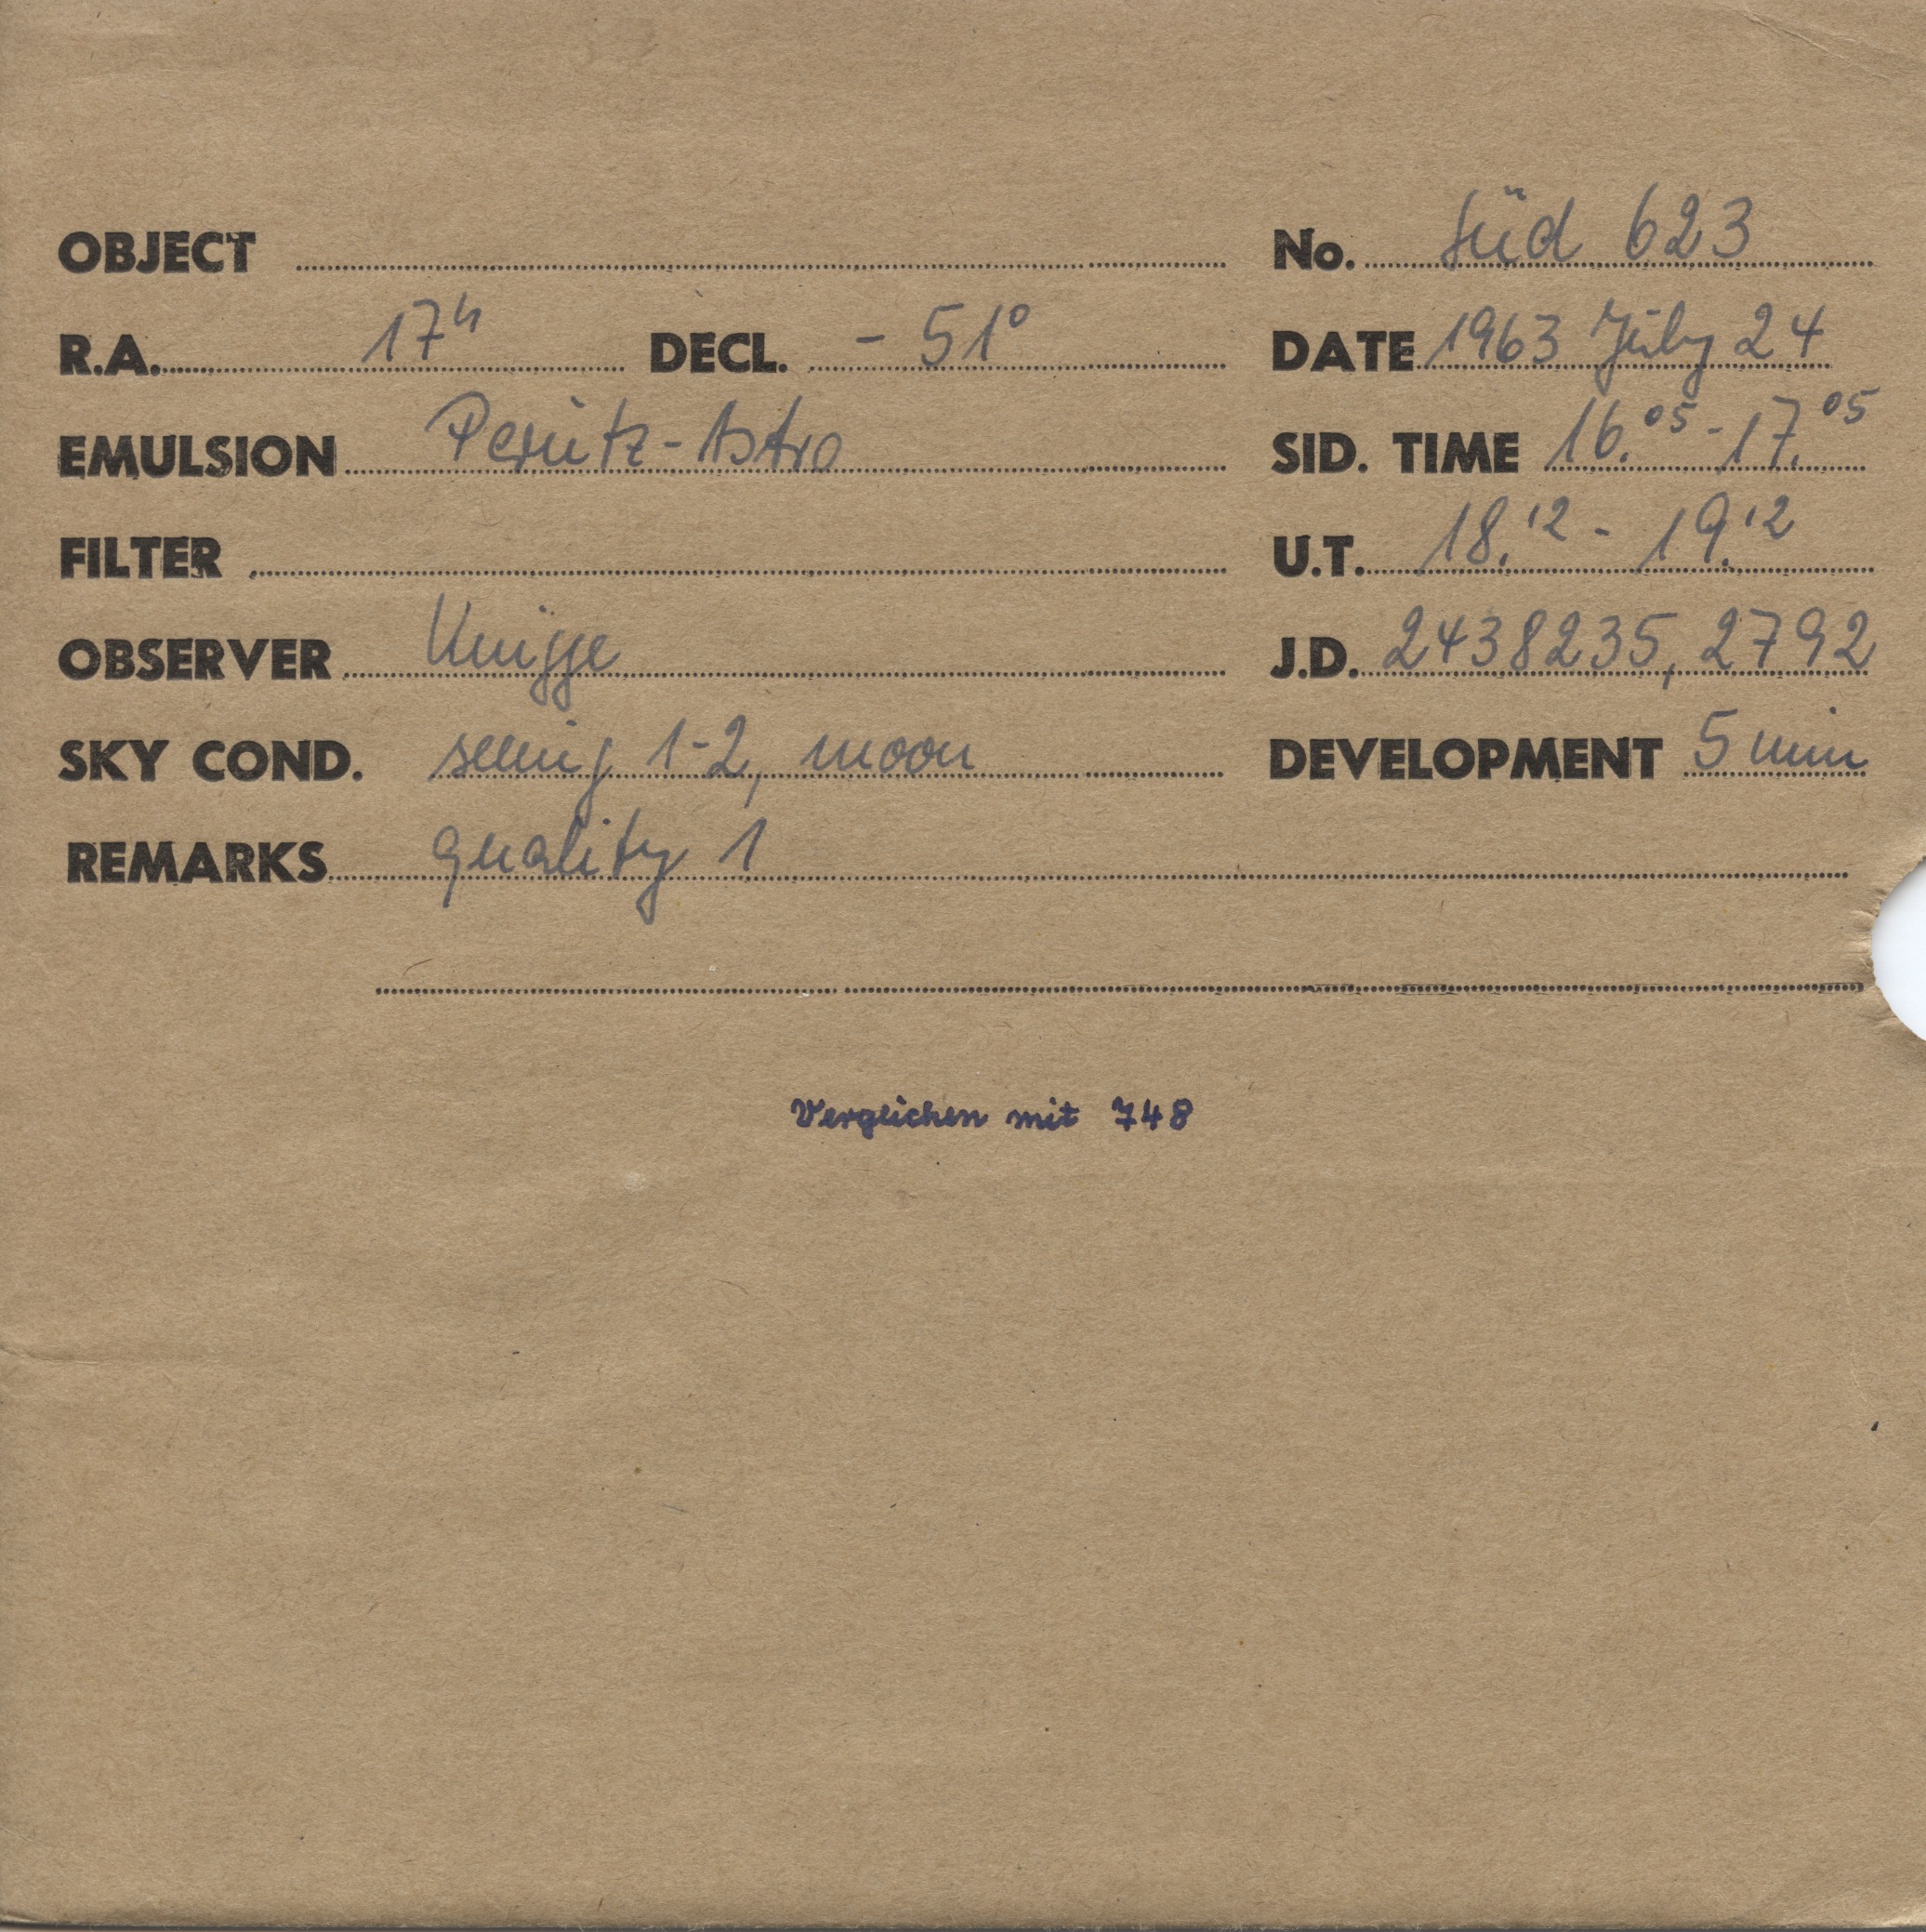 OBJECT No. Süd 623
R.A. 17h DECL. - 51° DATE 1963 July 24
EMULSION Perutz-Astro SID. TIME 16.05 - 17.05
FILTER U.T. 18.12 - 19.12
OBSERVER Knigge J.D. 2438235,2792
SKY COND. seeing 1-2, moon DEVELOPMENT 5 min
REMARKS quality 1
Vergleichen mit 748